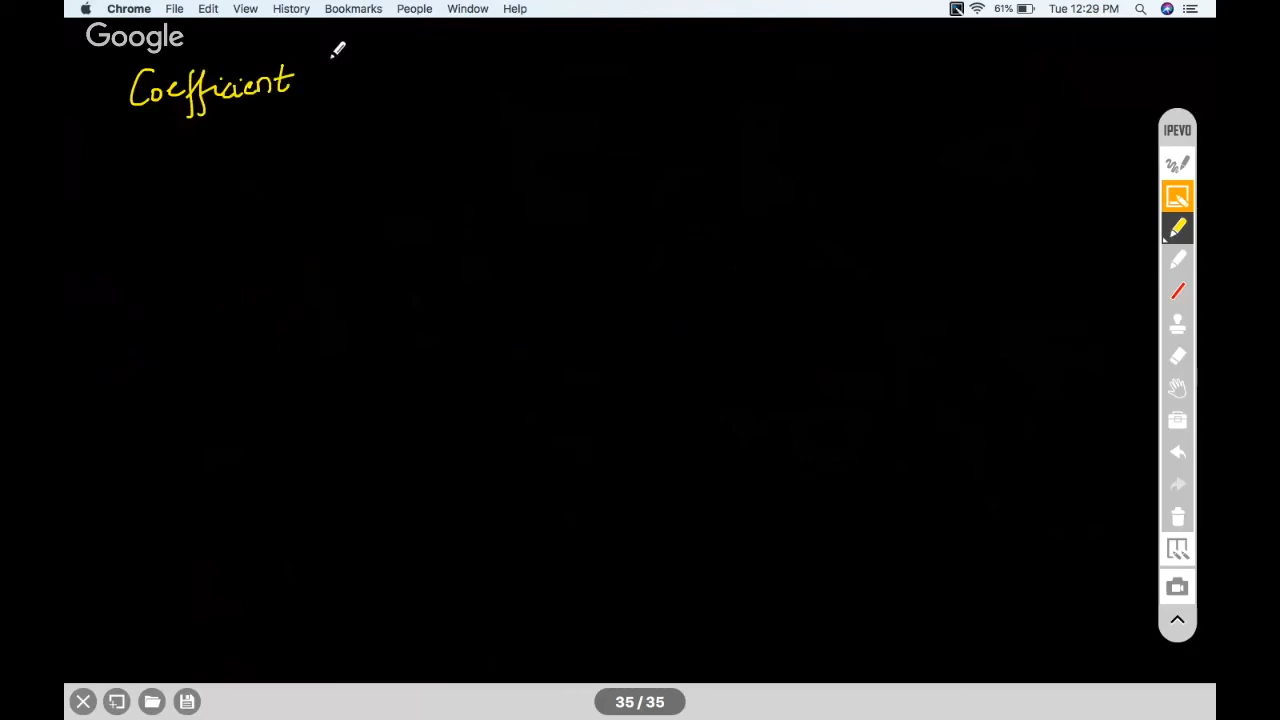 Chrome File Edit View History Bookmarks People Window Help 61% Tue 12:29 PM
Google
Coefficient
IPEVO
35 / 35